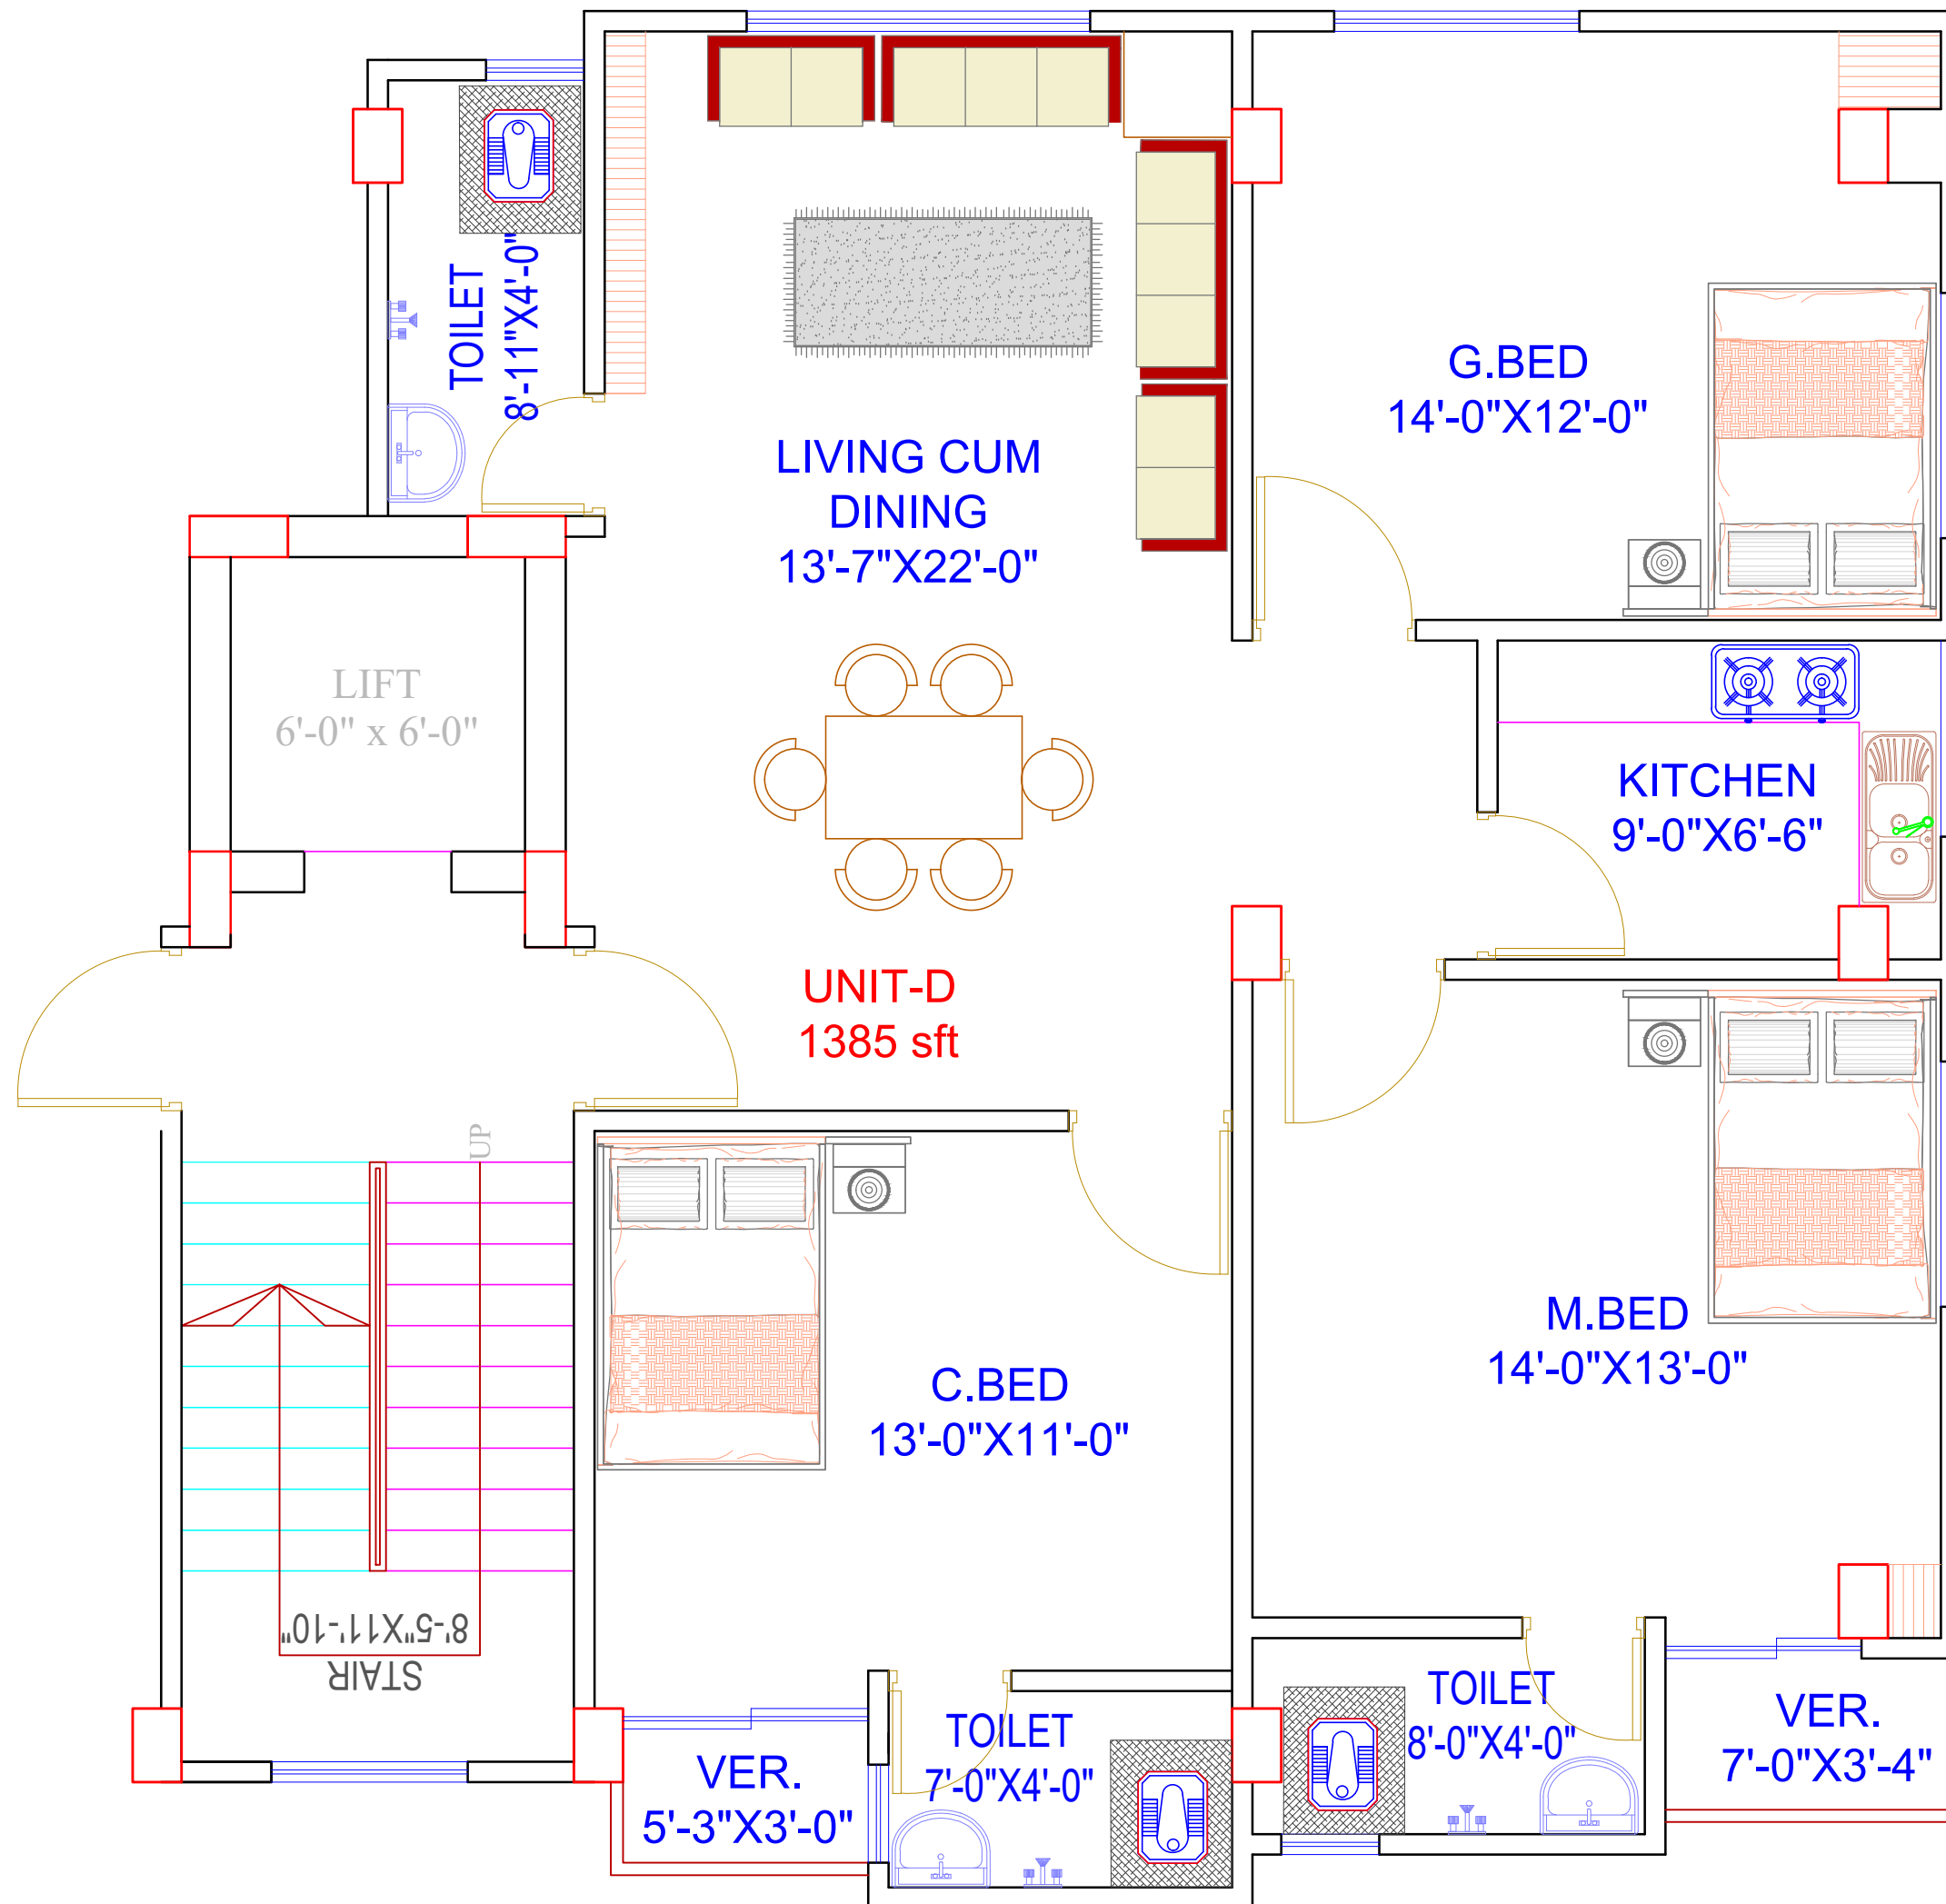 TOILET
8'-11"X4'-0"
LIVING CUM
DINING
13'-7"X22'-0"
G.BED
14'-0"X12'-0"
LIFT
6'-0" x 6'-0"
KITCHEN
9'-0"X6'-6"
UNIT-D
1385 sft
UP
C.BED
13'-0"X11'-0"
M.BED
14'-0"X13'-0"
STAIR
8'-5"X11'-10"
VER.
5'-3"X3'-0"
TOILET
7'-0"X4'-0"
TOILET
8'-0"X4'-0"
VER.
7'-0"X3'-4"